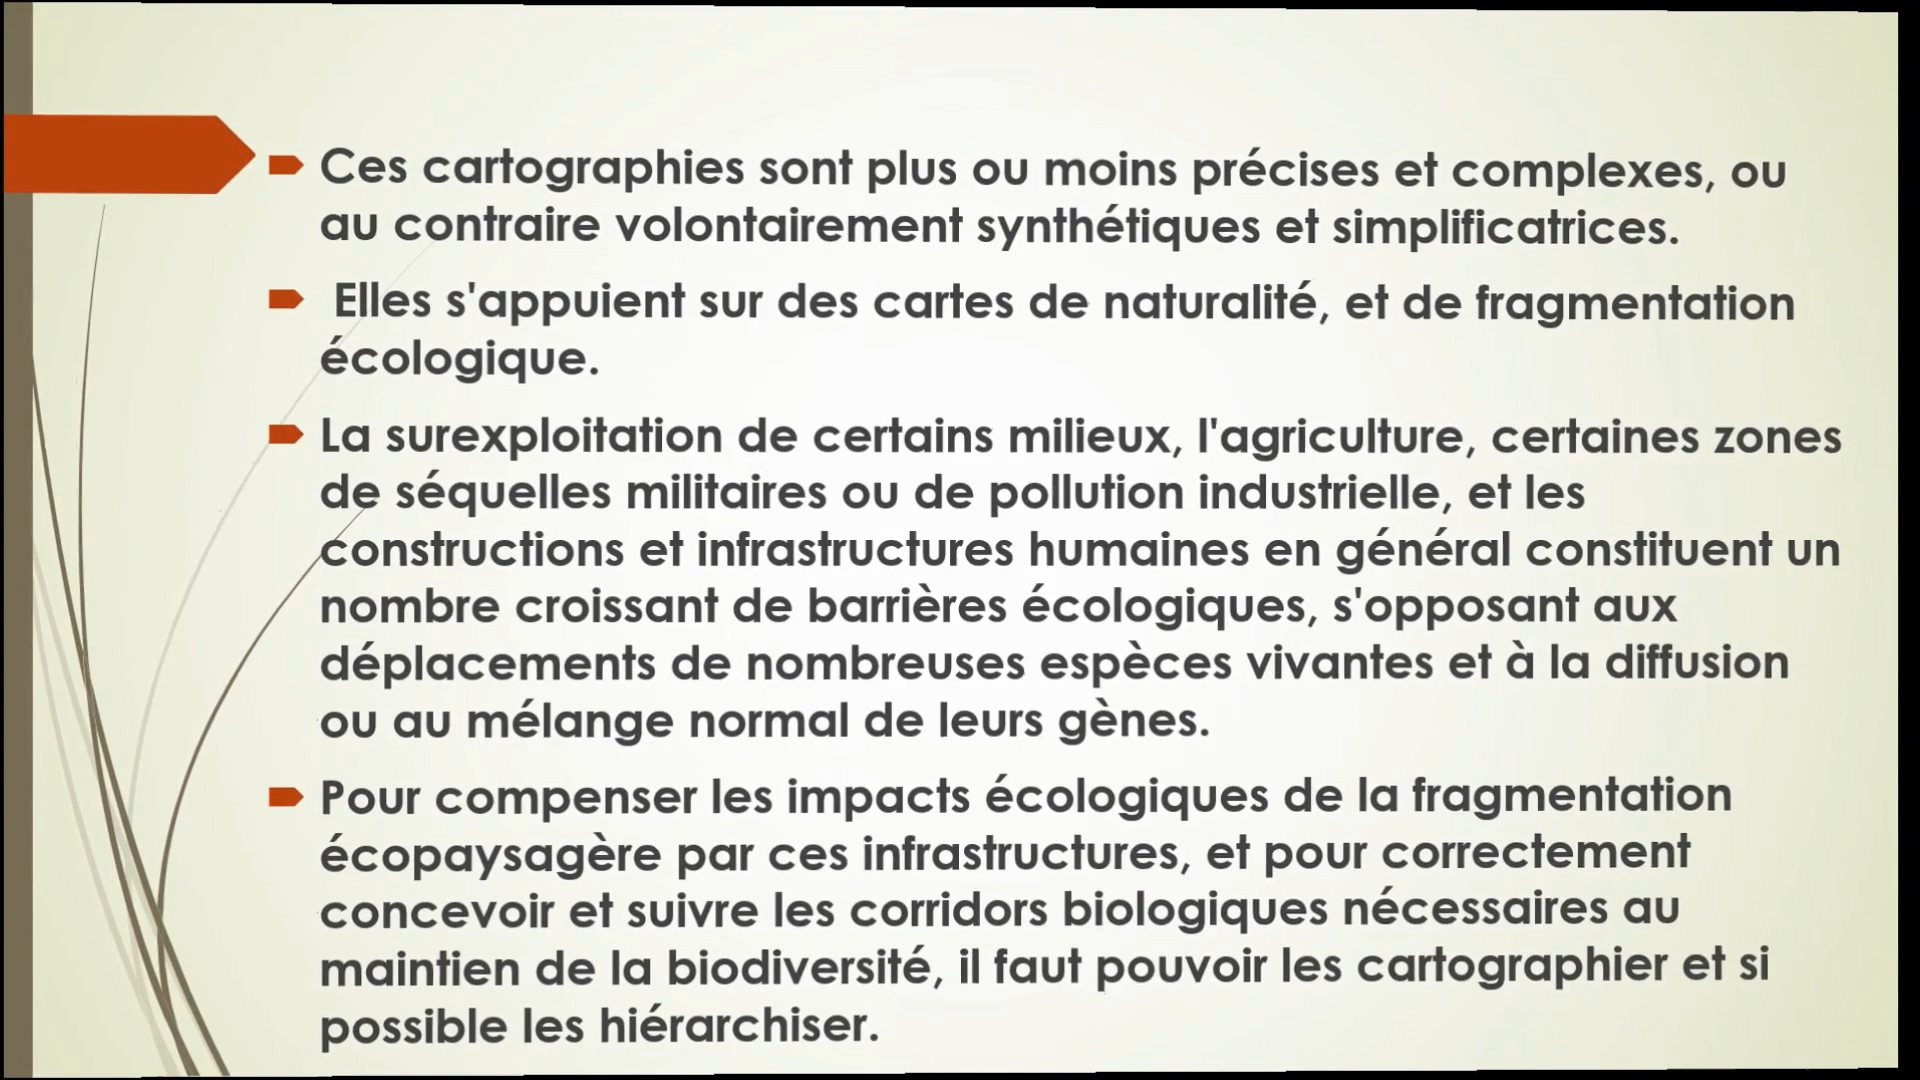 Ces cartographies sont plus ou moins précises et complexes, ou
au contraire volontairement synthétiques et simplificatrices.
Elles s'appuient sur des cartes de naturalité, et de fragmentation
écologique.
La surexploitation de certains milieux, l'agriculture, certaines zones
de séquelles militaires ou de pollution industrielle, et les
constructions et infrastructures humaines en général constituent un
nombre croissant de barrières écologiques, s'opposant aux
déplacements de nombreuses espèces vivantes et à la diffusion
ou au mélange normal de leurs gènes.
Pour compenser les impacts écologiques de la fragmentation
écopaysagère par ces infrastructures, et pour correctement
concevoir et suivre les corridors biologiques nécessaires au
maintien de la biodiversité, il faut pouvoir les cartographier et si
possible les hiérarchiser.